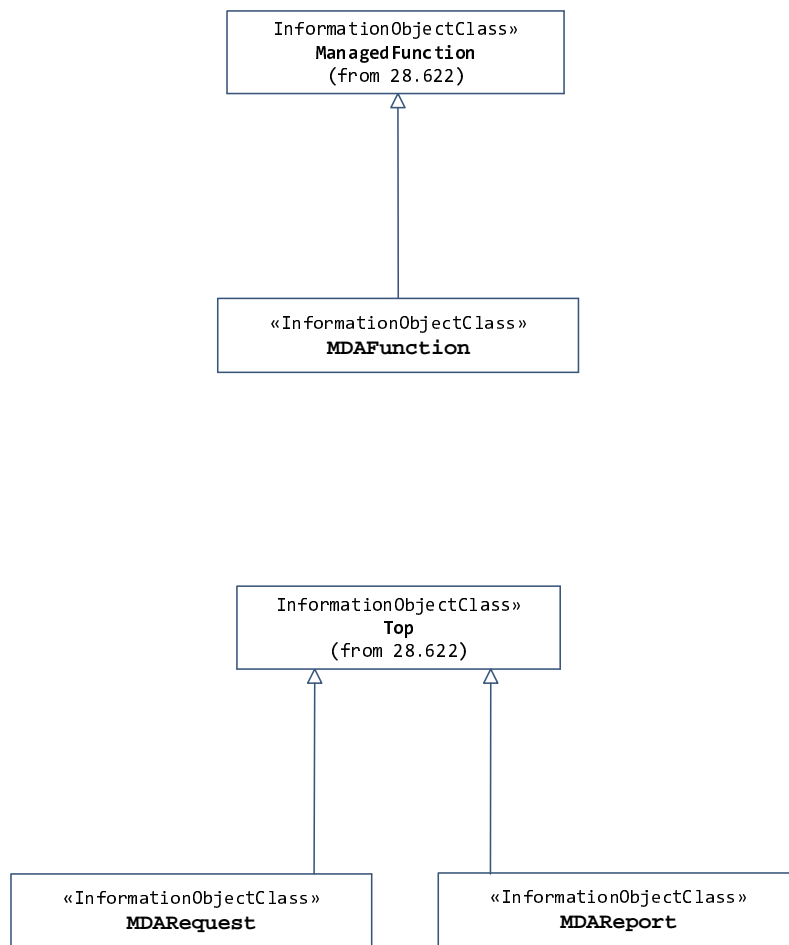 InformationObjectClass»
ManagedFunction
(from 28.622)
«InformationObjectClass»
MDAFunction
InformationObjectClass»
Top
(from 28.622)
«InformationObjectClass»
MDARequest
«InformationObjectClass»
MDAReport